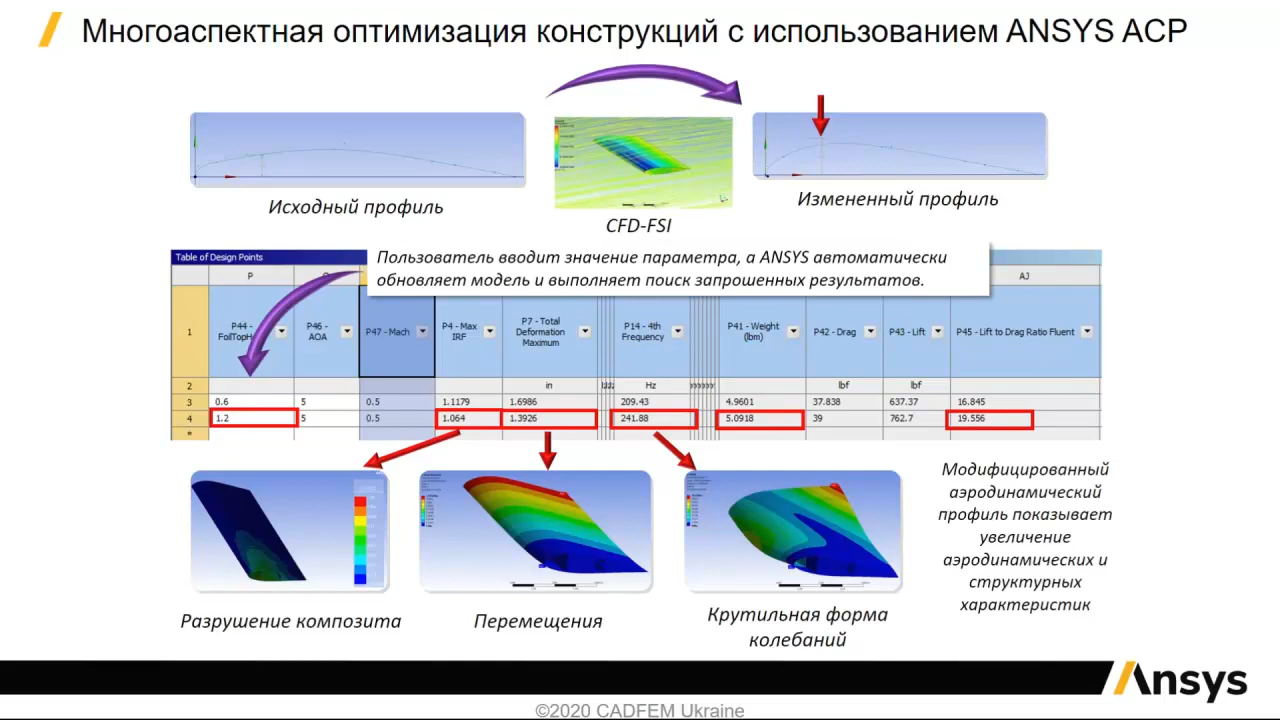 Многоаспектная оптимизация конструкций с использованием ANSYS ACP
Исходный профиль
CFD-FSI
Измененный профиль
Table of Design Points
Пользователь вводит значение параметра, а ANSYS автоматически
обновляет модель и выполняет поиск запрошенных результатов.
P AJ
1
P44 -
P46 -
AOA
P47 - Mach
P4 - Max
IRF
P7 - Total
Deformation
Maximum
P14 - 4th
Frequency
P41 - Weight
(lbm)
P42 - Drag
P43 - Lift
P45 - Lift to Drag Ratio Fluent
2 in Hz lbf lbf
3 0.6 5 0.5 1.1179 1.6986 209.43 4.9601 37.838 637.37 16.845
4 1.2 5 0.5 1.064 1.3926 241.88 5.0918 39 762.7 19.556
*
Разрушение композита
Перемещения
Крутильная форма
колебаний
Модифицированный
аэродинамический
профиль показывает
увеличение
аэродинамических и
структурных
характеристик
Ansys
©2020 CADFEM Ukraine